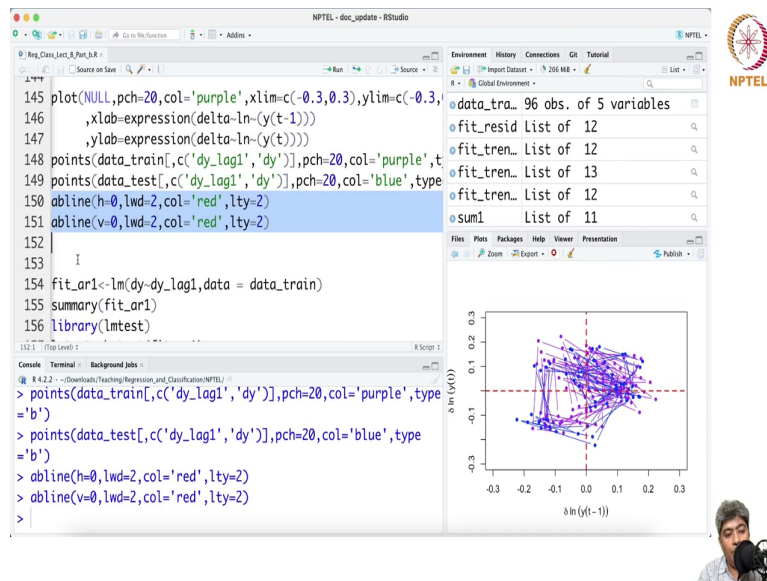 NPTEL - doc_update - RStudio
Go to file/function
Addins
NPTEL
Reg_Class_Lect_8_Part_b.R
Source on Save
Run
Source
145 plot(NULL,pch=20,col='purple',xlim=c(-0.3,0.3),ylim=c(-0.3,
146 ,xlab=expression(delta~ln~(y(t-1)))
147 ,ylab=expression(delta~ln~(y(t))))
148 points(data_train[,c('dy_lag1','dy')],pch=20,col='purple',t
149 points(data_test[,c('dy_lag1','dy')],pch=20,col='blue',type
150 abline(h=0,lwd=2,col='red',lty=2)
151 abline(v=0,lwd=2,col='red',lty=2)
152
153
154 fit_ar1<-lm(dy~dy_lag1,data = data_train)
155 summary(fit_ar1)
156 library(lmtest)
152:1 (Top Level)
R Script
Console Terminal Background Jobs
R 4.2.2 · ~/Downloads/Teaching/Regression_and_Classification/NPTEL/
> points(data_train[,c('dy_lag1','dy')],pch=20,col='purple',type
='b')
> points(data_test[,c('dy_lag1','dy')],pch=20,col='blue',type
='b')
> abline(h=0,lwd=2,col='red',lty=2)
> abline(v=0,lwd=2,col='red',lty=2)
>
Environment History Connections Git Tutorial
Import Dataset 206 MiB List
R Global Environment
data_tra… 96 obs. of 5 variables
fit_resid List of 12
fit_tren… List of 12
fit_tren… List of 13
fit_tren… List of 12
sum1 List of 11
Files Plots Packages Help Viewer Presentation
Zoom Export Publish
0.3
0.2
0.1
-0.1
-0.3
δ ln (y(t))
-0.3 -0.2 -0.1 0.0 0.1 0.2 0.3
δ ln (y(t − 1))
NPTEL